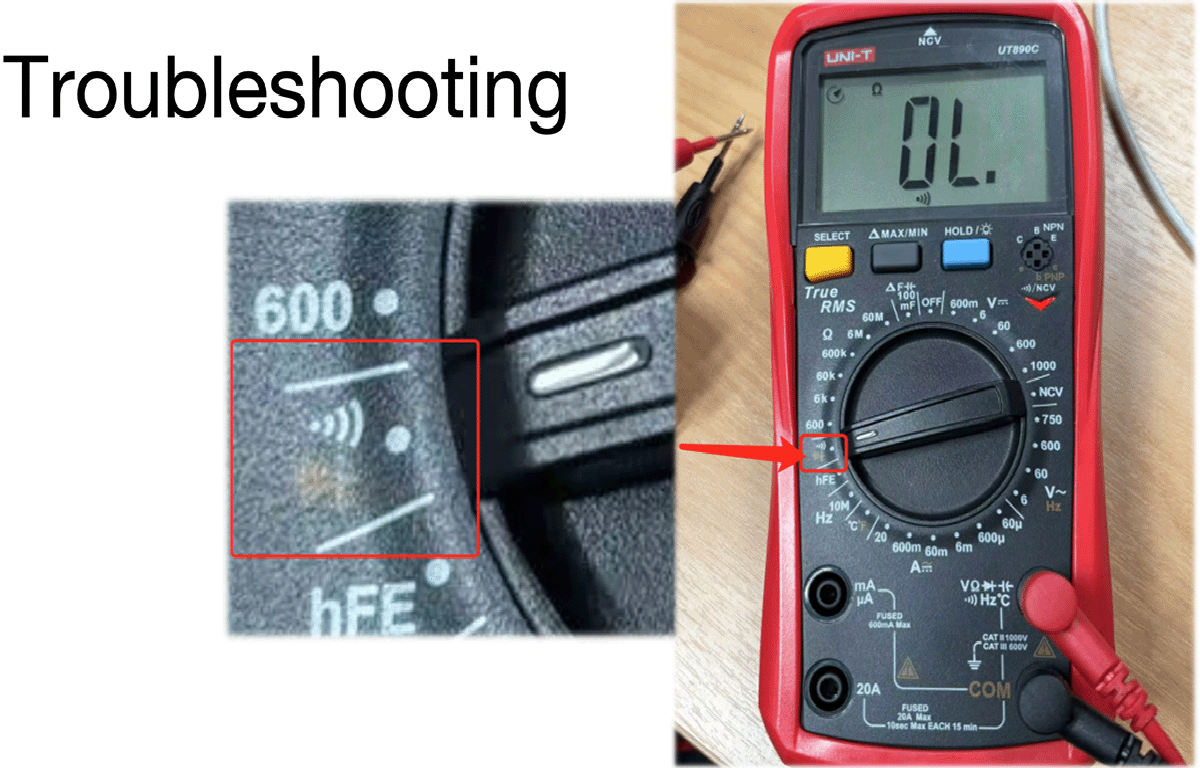 Troubleshooting
600
hFE
NCV
UNI-T
UT890C
Ω
OL.
SELECT
Δ MAX/MIN
HOLD /
NPN
B
C E
PNP
/NCV
True
RMS
Δ F
100
mF
OFF
600m
V
60M
6
Ω
6M
60
600k
600
60k
1000
6k
NCV
600
750
600
hFE
60
10M
Hz
6
V~
Hz
°C°F
20
600m
60m
6m
600µ
60µ
A
mA
µA
VΩ
Hz°C
FUSED
600mA Max
CAT II 1000V
CAT III 600V
20A
COM
FUSED
20A Max
10sec Max EACH 15 min